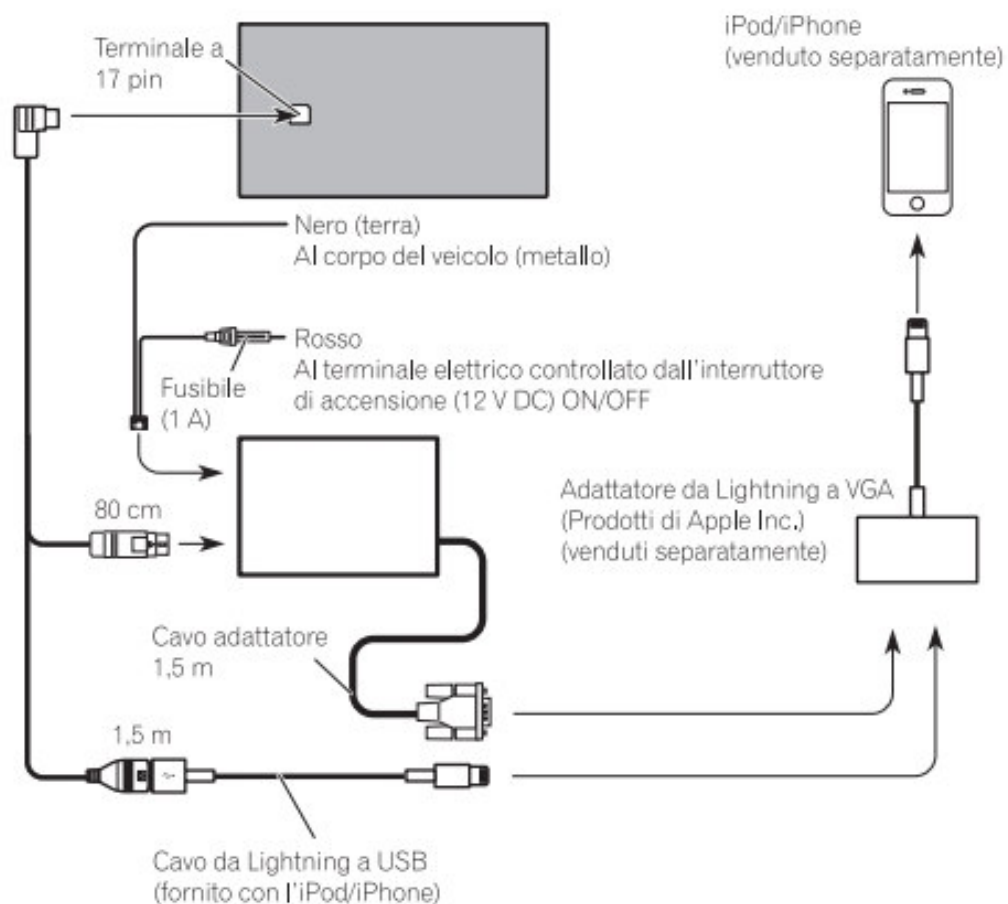 Terminale a
17 pin
iPod/iPhone
(venduto separatamente)
Nero (terra)
Al corpo del veicolo (metallo)
Rosso
Al terminale elettrico controllato dall'interruttore
di accensione (12 V DC) ON/OFF
Fusibile
(1 A)
80 cm
Adattatore da Lightning a VGA
(Prodotti di Apple Inc.)
(venduti separatamente)
Cavo adattatore
1,5 m
1,5 m
Cavo da Lightning a USB
(fornito con l'iPod/iPhone)